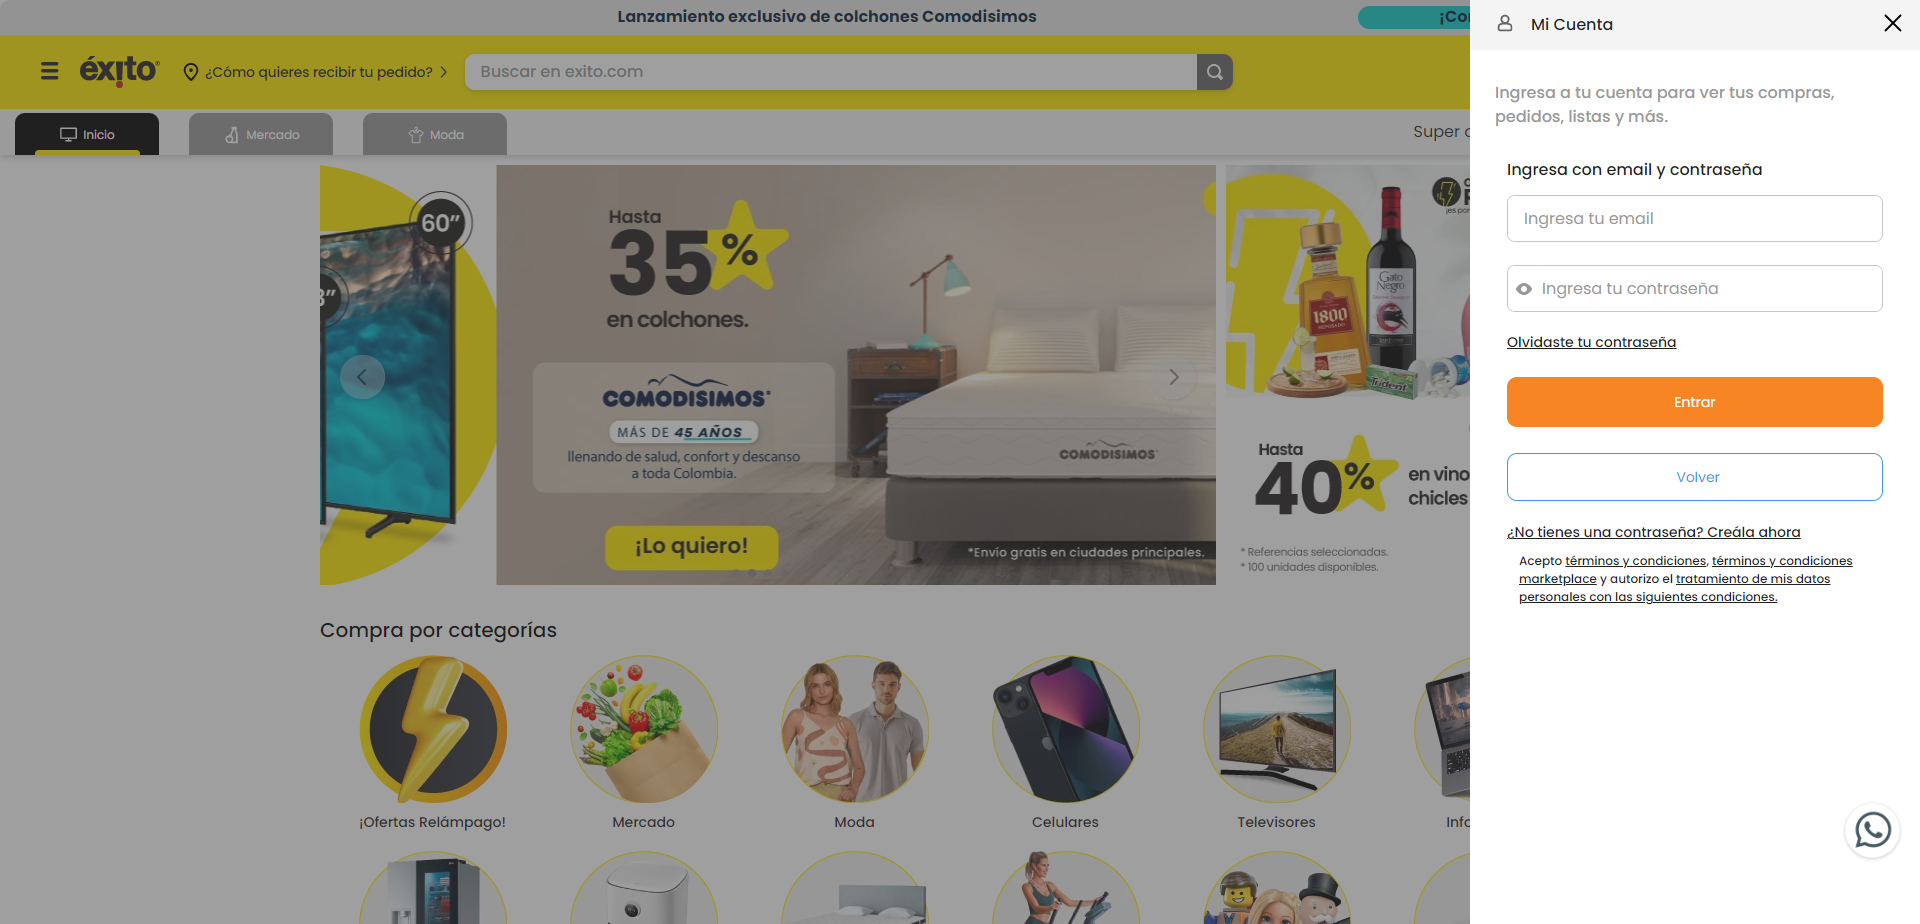 Lanzamiento exclusivo de colchones Comodisimos
éxito
¿Cómo quieres recibir tu pedido?
Buscar en exito.com
Inicio
Mercado
Moda
Super
60”
Hasta
35%
en colchones.
COMODISIMOS
MÁS DE 45 AÑOS
llenando de salud, confort y descanso
a toda Colombia.
¡Lo quiero!
COMODISIMOS
*Envío gratis en ciudades principales.
1800
Gato
Negro
Trident
Hasta
40%
en vino
chicles
* Referencias seleccionadas.
* 100 unidades disponibles.
Compra por categorías
¡Ofertas Relámpago!
Mercado
Moda
Celulares
Televisores
Mi Cuenta
Ingresa a tu cuenta para ver tus compras,
pedidos, listas y más.
Ingresa con email y contraseña
Ingresa tu email
Ingresa tu contraseña
Olvidaste tu contraseña
Entrar
Volver
¿No tienes una contraseña? Creála ahora
Acepto términos y condiciones, términos y condiciones
marketplace y autorizo el tratamiento de mis datos
personales con las siguientes condiciones.